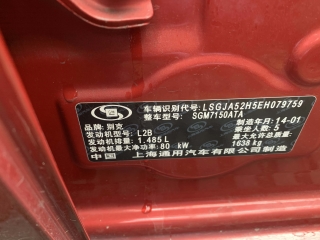 车辆识别代号: LSGJA52H5EH079759
整车型号: SGM7150ATA
品牌: 别克 制造年月: 14-01
发动机型号: L2B 乘坐人数: 5
发动机排量: 1.485L 最大允许总质量:
发动机最大净功率: 80 kW 1638 kg
中国 上海通用汽车有限公司制造